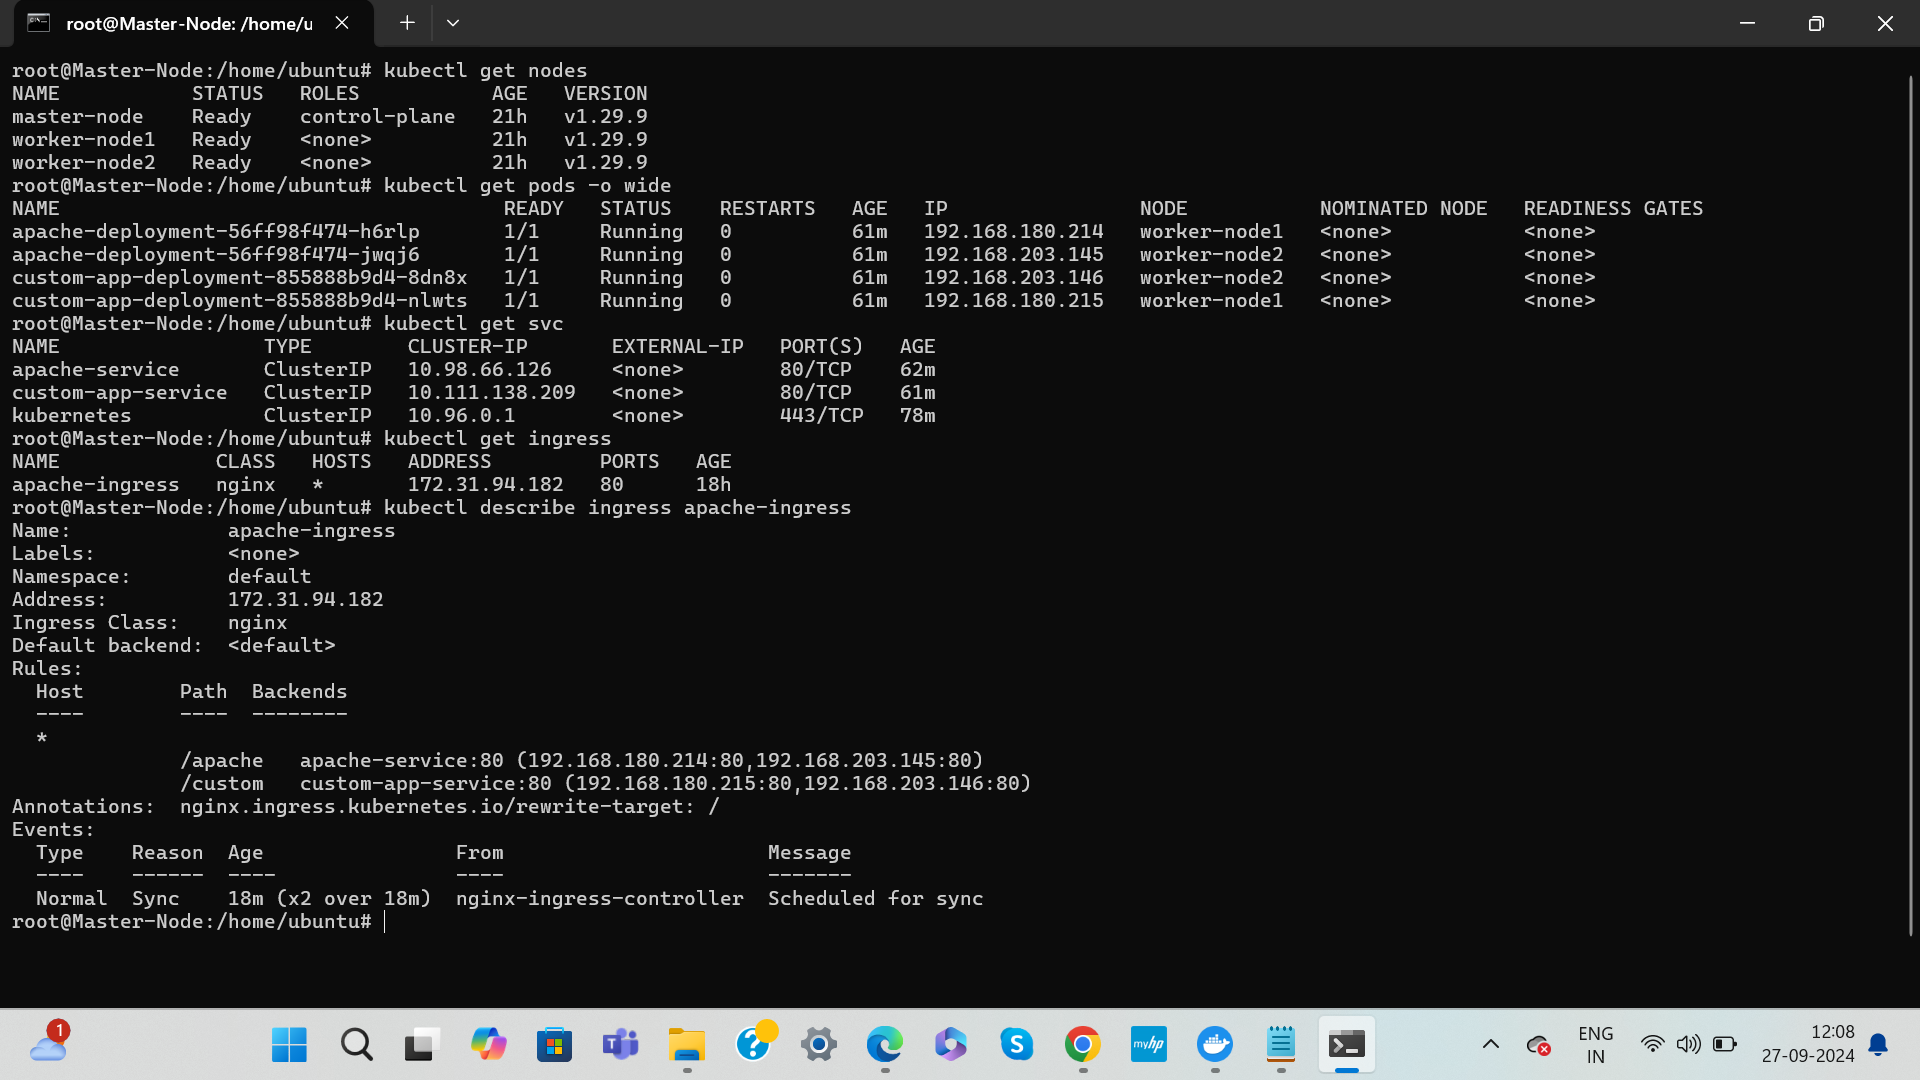 root@Master-Node: /home/u
root@Master-Node:/home/ubuntu# kubectl get nodes
NAME           STATUS   ROLES           AGE   VERSION
master-node    Ready    control-plane   21h   v1.29.9
worker-node1   Ready    <none>          21h   v1.29.9
worker-node2   Ready    <none>          21h   v1.29.9
root@Master-Node:/home/ubuntu# kubectl get pods -o wide
NAME                                     READY   STATUS    RESTARTS   AGE   IP                NODE           NOMINATED NODE   READINESS GATES
apache-deployment-56ff98f474-h6rlp       1/1     Running   0          61m   192.168.180.214   worker-node1   <none>           <none>
apache-deployment-56ff98f474-jwqj6       1/1     Running   0          61m   192.168.203.145   worker-node2   <none>           <none>
custom-app-deployment-855888b9d4-8dn8x   1/1     Running   0          61m   192.168.203.146   worker-node2   <none>           <none>
custom-app-deployment-855888b9d4-nlwts   1/1     Running   0          61m   192.168.180.215   worker-node1   <none>           <none>
root@Master-Node:/home/ubuntu# kubectl get svc
NAME                 TYPE        CLUSTER-IP       EXTERNAL-IP   PORT(S)   AGE
apache-service       ClusterIP   10.98.66.126     <none>        80/TCP    62m
custom-app-service   ClusterIP   10.111.138.209   <none>        80/TCP    61m
kubernetes           ClusterIP   10.96.0.1        <none>        443/TCP   78m
root@Master-Node:/home/ubuntu# kubectl get ingress
NAME             CLASS   HOSTS   ADDRESS         PORTS   AGE
apache-ingress   nginx   *       172.31.94.182   80      18h
root@Master-Node:/home/ubuntu# kubectl describe ingress apache-ingress
Name:             apache-ingress
Labels:           <none>
Namespace:        default
Address:          172.31.94.182
Ingress Class:    nginx
Default backend:  <default>
Rules:
  Host        Path  Backends
  ----        ----  --------
  *
              /apache   apache-service:80 (192.168.180.214:80,192.168.203.145:80)
              /custom   custom-app-service:80 (192.168.180.215:80,192.168.203.146:80)
Annotations:  nginx.ingress.kubernetes.io/rewrite-target: /
Events:
  Type    Reason  Age                From                      Message
  ----    ------  ----               ----                      -------
  Normal  Sync    18m (x2 over 18m)  nginx-ingress-controller  Scheduled for sync
root@Master-Node:/home/ubuntu#
1
T
?
S
myhp
ENG
IN
12:08
27-09-2024